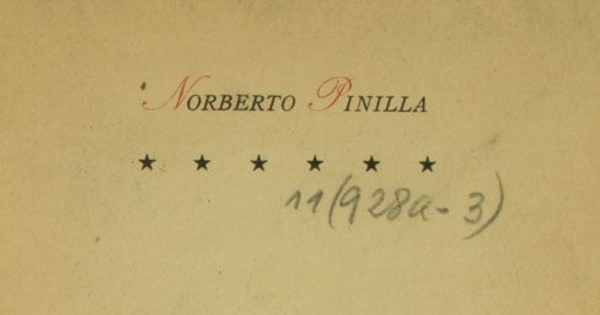 NORBERTO PINILLA
★ ★ ★ ★ ★ ★
11(928a-3)